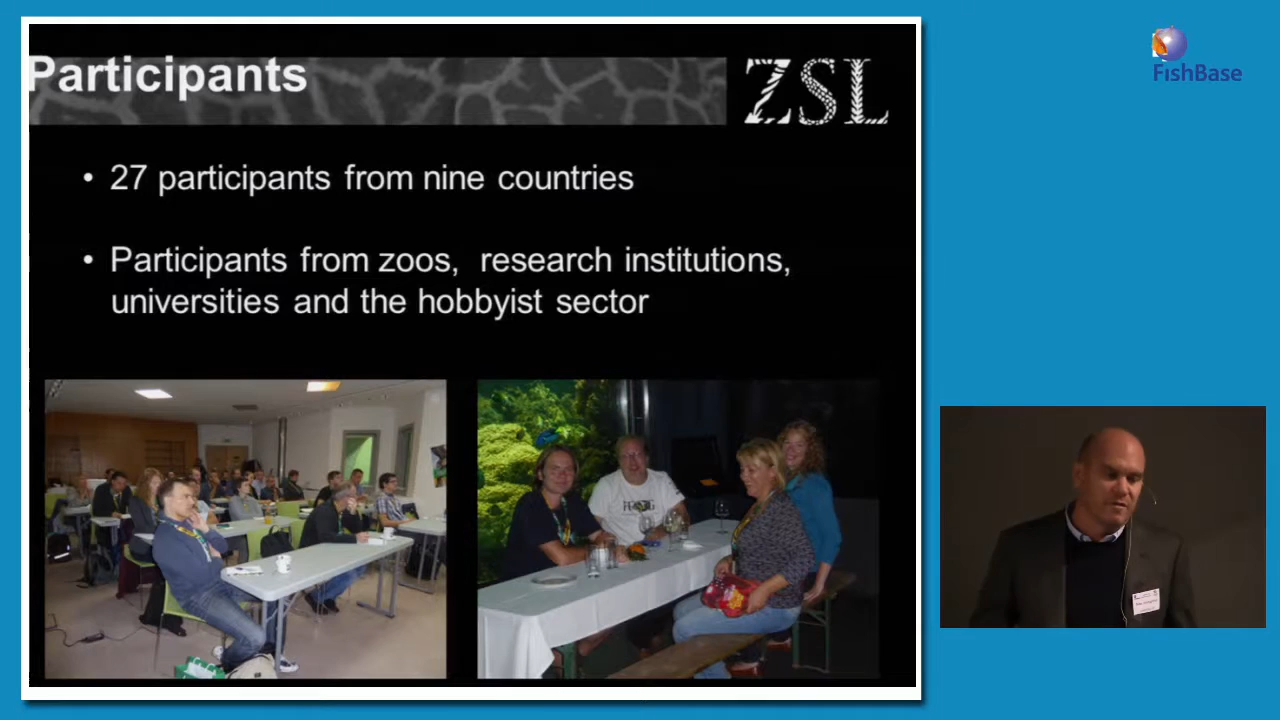 Participants
ZSL
FishBase
• 27 participants from nine countries
• Participants from zoos, research institutions,
universities and the hobbyist sector